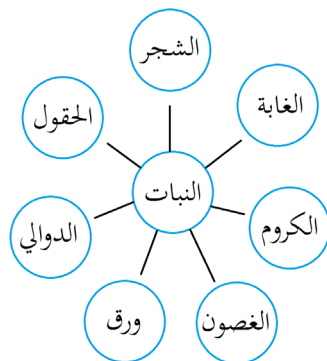 الشجر
الغابة
الحقول
النبات
الكروم
الدوالي
الغصون
ورق